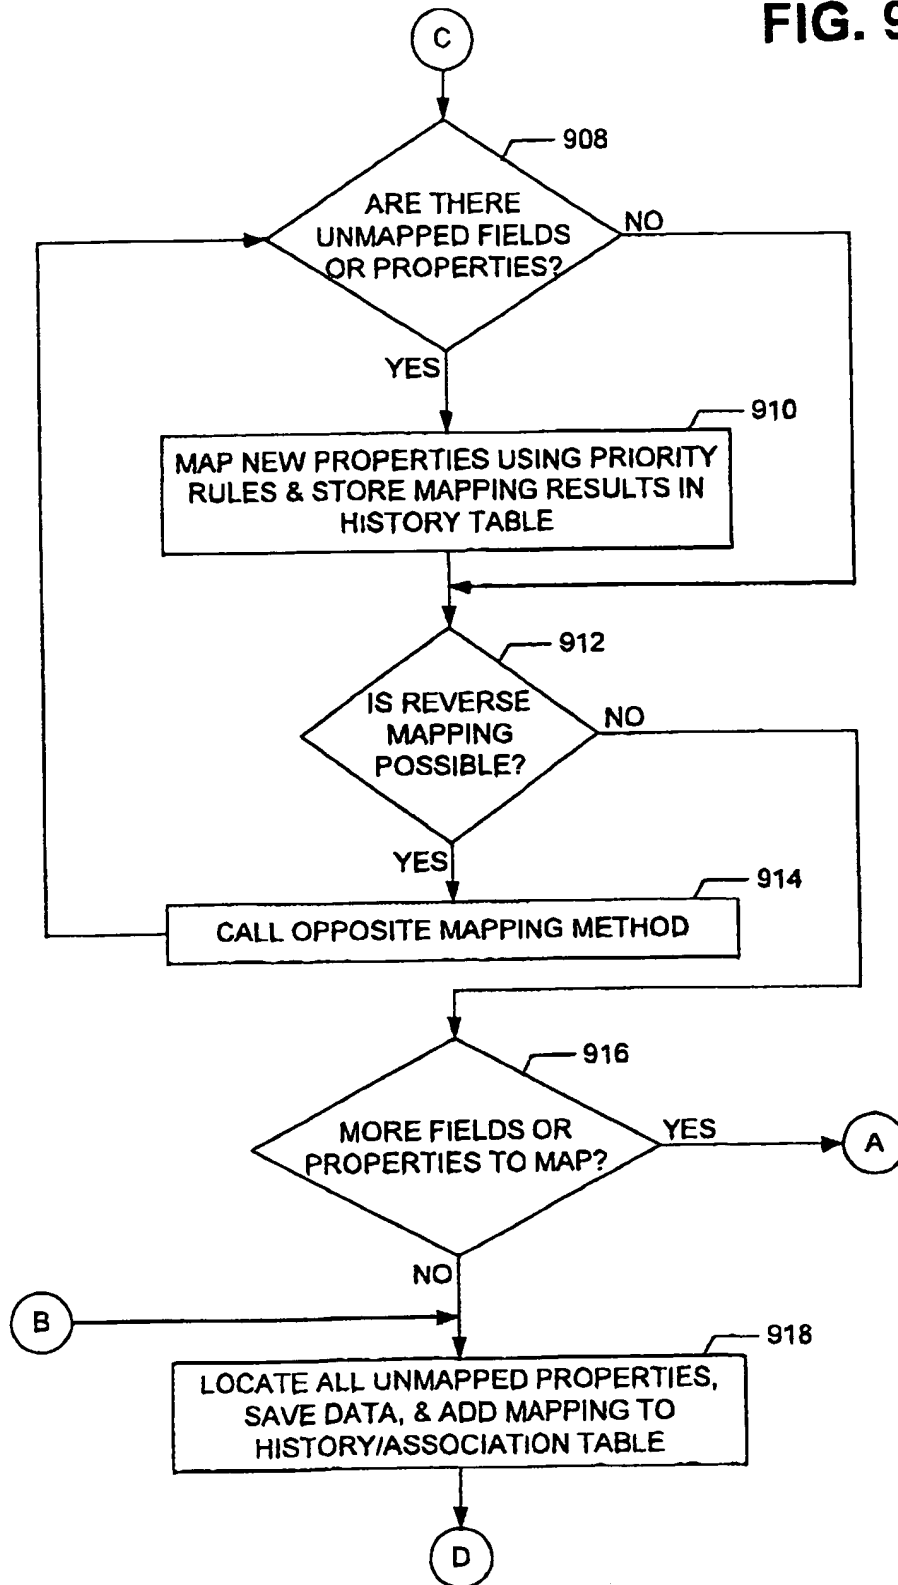 FIG. 9
C
908
ARE THERE
UNMAPPED FIELDS
OR PROPERTIES?
NO
YES
910
MAP NEW PROPERTIES USING PRIORITY
RULES & STORE MAPPING RESULTS IN
HISTORY TABLE
912
IS REVERSE
MAPPING
POSSIBLE?
NO
YES
914
CALL OPPOSITE MAPPING METHOD
916
MORE FIELDS OR
PROPERTIES TO MAP?
YES
A
NO
B
918
LOCATE ALL UNMAPPED PROPERTIES,
SAVE DATA, & ADD MAPPING TO
HISTORY/ASSOCIATION TABLE
D